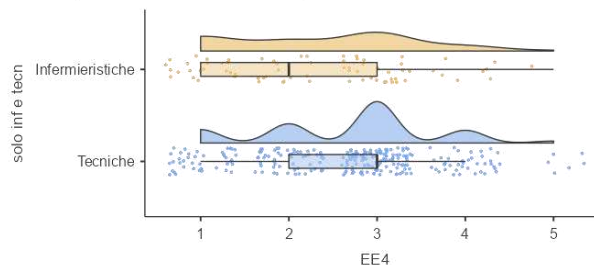 solo inf e tecn
Infermieristiche
Tecniche
1 2 3 4 5
EE4